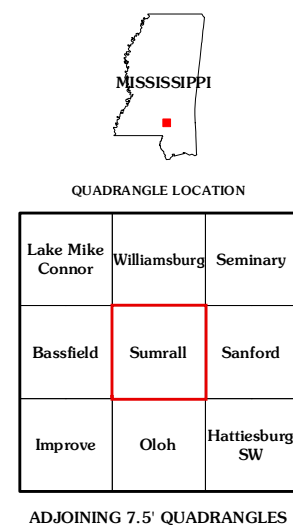 MISSISSIPPI
QUADRANGLE LOCATION
Lake Mike
Connor
Williamsburg
Seminary
Bassfield
Sumrall
Sanford
Improve
Oloh
Hattiesburg
SW
ADJOINING 7.5' QUADRANGLES